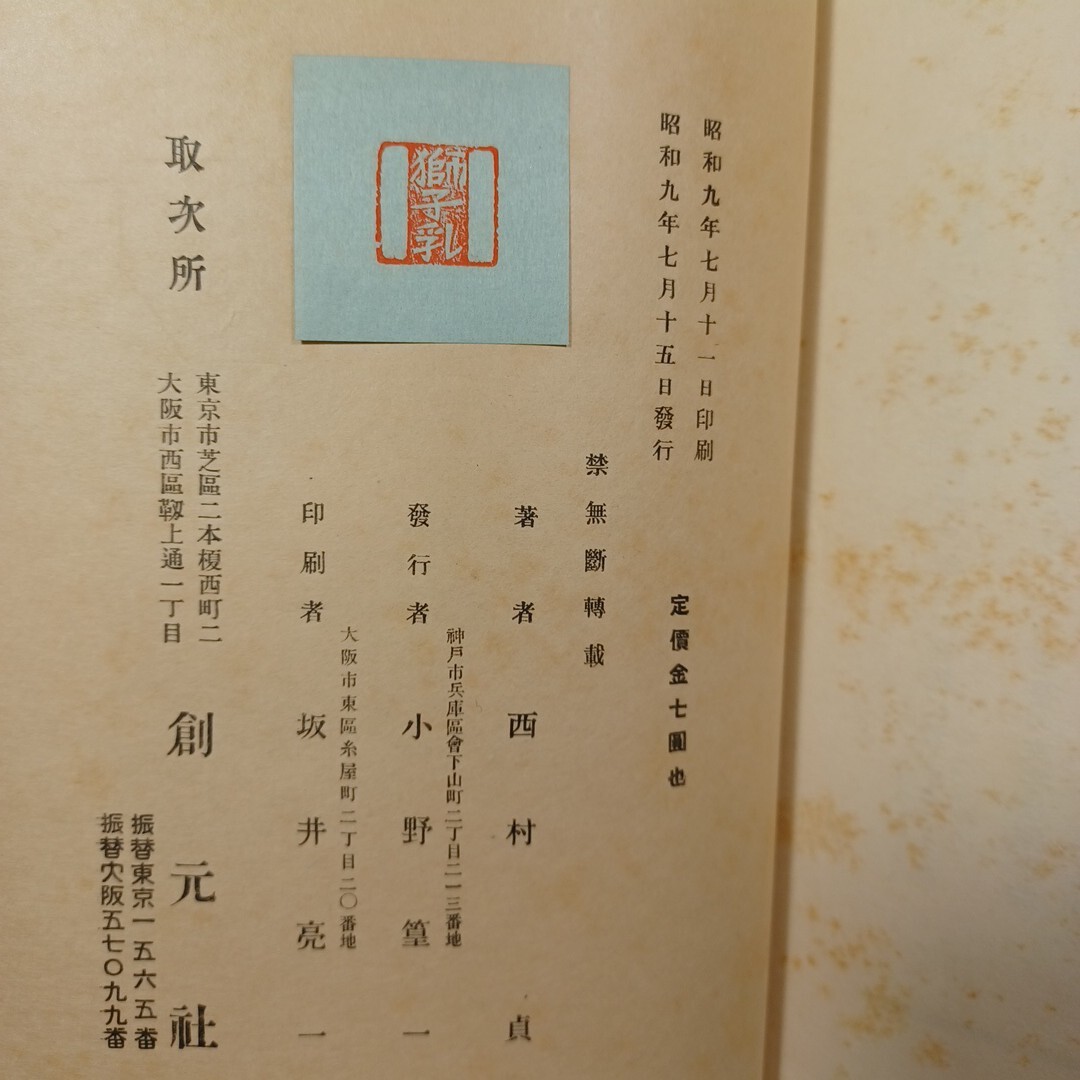 昭和九年七月十一日印刷
昭和九年七月十五日發行
定價金七圓也
禁無斷轉載
著者 西村貞
神戸市兵庫區會下山町二丁目二一三番地
發行者 小野篁一
大阪市東區糸屋町二丁目二〇番地
印刷者 坂井亮一
獅子乳
取次所
東京市芝區二本榎西町二
大阪市西區靱上通一丁目
創元社
振替東京一五六五番
振替大阪五七〇九九番